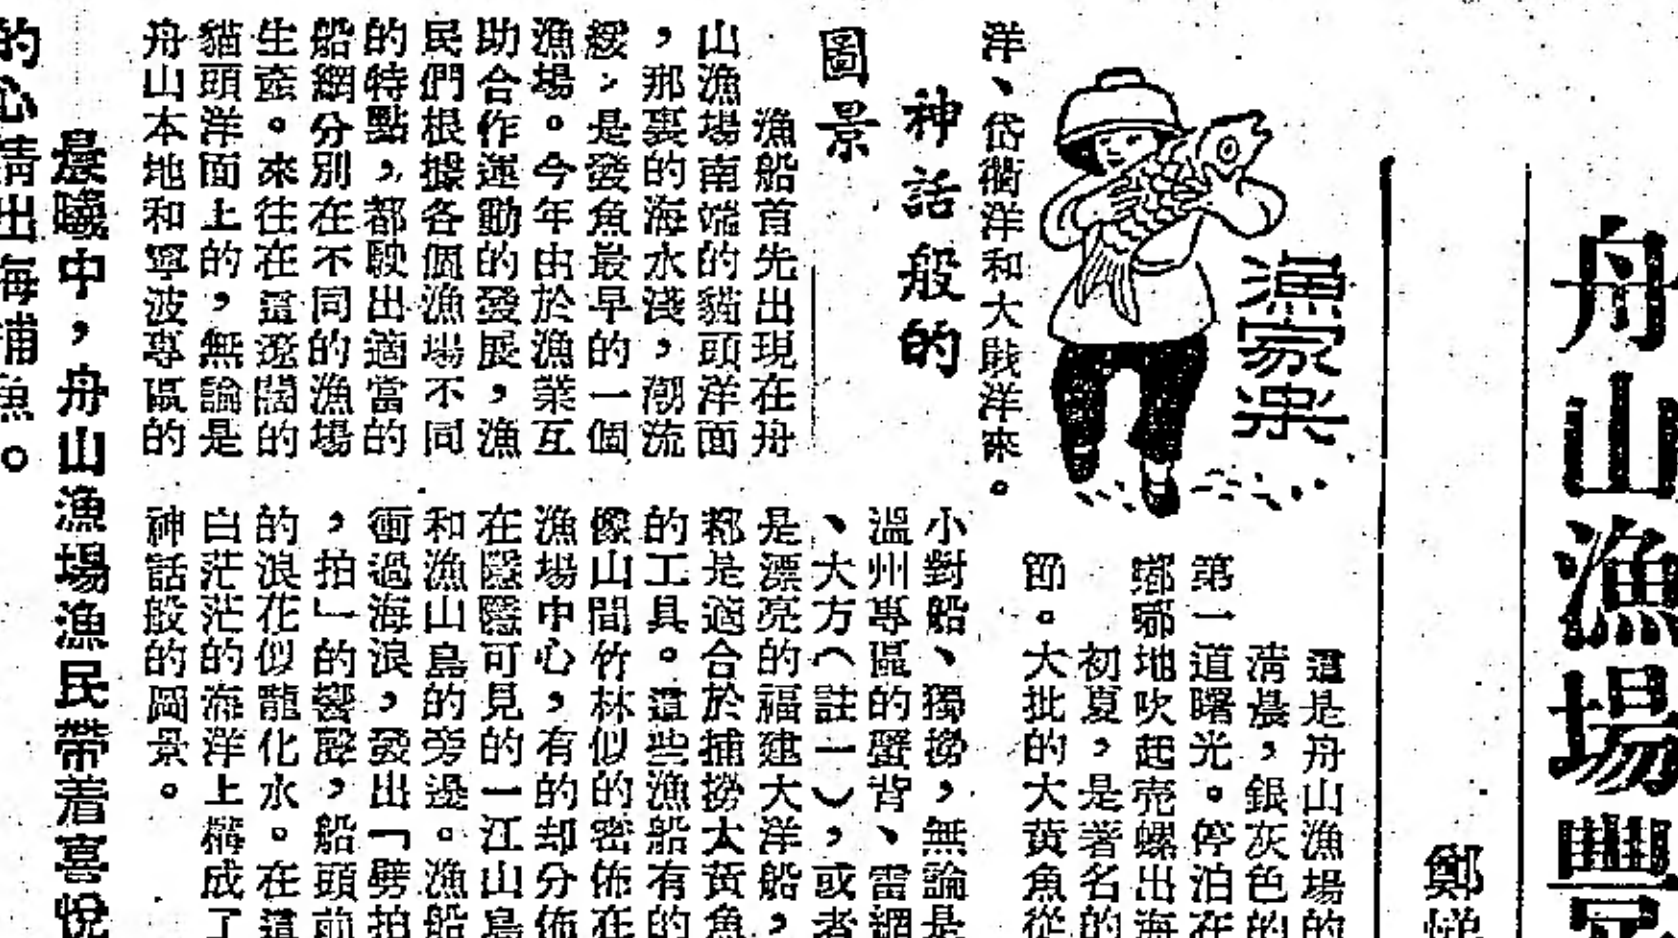 舟山漁場豐
鄭
漁家樂
這是舟山漁場的
清晨，銀灰色的
第一道曙光。停泊在
嘟嘟地吹起壳螺出海
初夏，是著名的
節。大批的大黃魚從
洋、岱衢洋和大戢洋來。
神話般的
圖景
漁船首先出現在舟
山漁場南端的貓頭洋面
，那裏的海水淺，潮流
緩，是發魚最早的一個
漁場。今年由於漁業互
助合作運動的發展，漁
民們根據各個漁場不同
的特點，都駛出適當的
船網分別在不同的漁場
生產。來往在這遼闊的
貓頭洋面上的，無論是
舟山本地和寧波專區的
小對船、獨撈，無論是
溫州專區的壁背、雷網
、大方（註一），或者
是漂亮的福建大洋船，
都是適合於捕撈大黃魚
的工具。這些漁船有的
像山間竹林似的密佈在
漁場中心，有的却分佈
在隱隱可見的一江山島
和漁山島的旁邊。漁船
衝過海浪，發出「劈拍
，拍」的響聲，船頭前
的浪花似龍化水。在這
白茫茫的海洋上構成了
神話般的圖景。
晨曦中，舟山漁場漁民帶着喜悅
的心情出海捕魚。